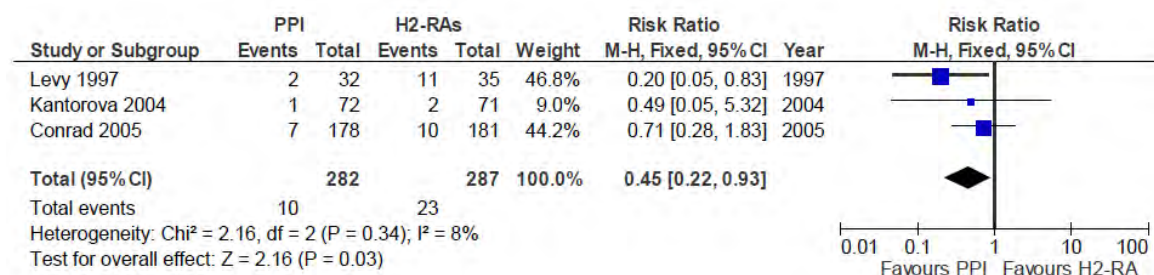 PPI H2-RAs Risk Ratio Risk Ratio
Study or Subgroup Events Total Events Total Weight M-H, Fixed, 95% CI Year M-H, Fixed, 95% CI
Levy 1997 2 32 11 35 46.8% 0.20 [0.05, 0.83] 1997
Kantorova 2004 1 72 2 71 9.0% 0.49 [0.05, 5.32] 2004
Conrad 2005 7 178 10 181 44.2% 0.71 [0.28, 1.83] 2005
Total (95% CI) 282 287 100.0% 0.45 [0.22, 0.93]
Total events 10 23
Heterogeneity: Chi² = 2.16, df = 2 (P = 0.34); I² = 8%
Test for overall effect: Z = 2.16 (P = 0.03)
0.01 0.1 1 10 100
Favours PPI Favours H2-RA